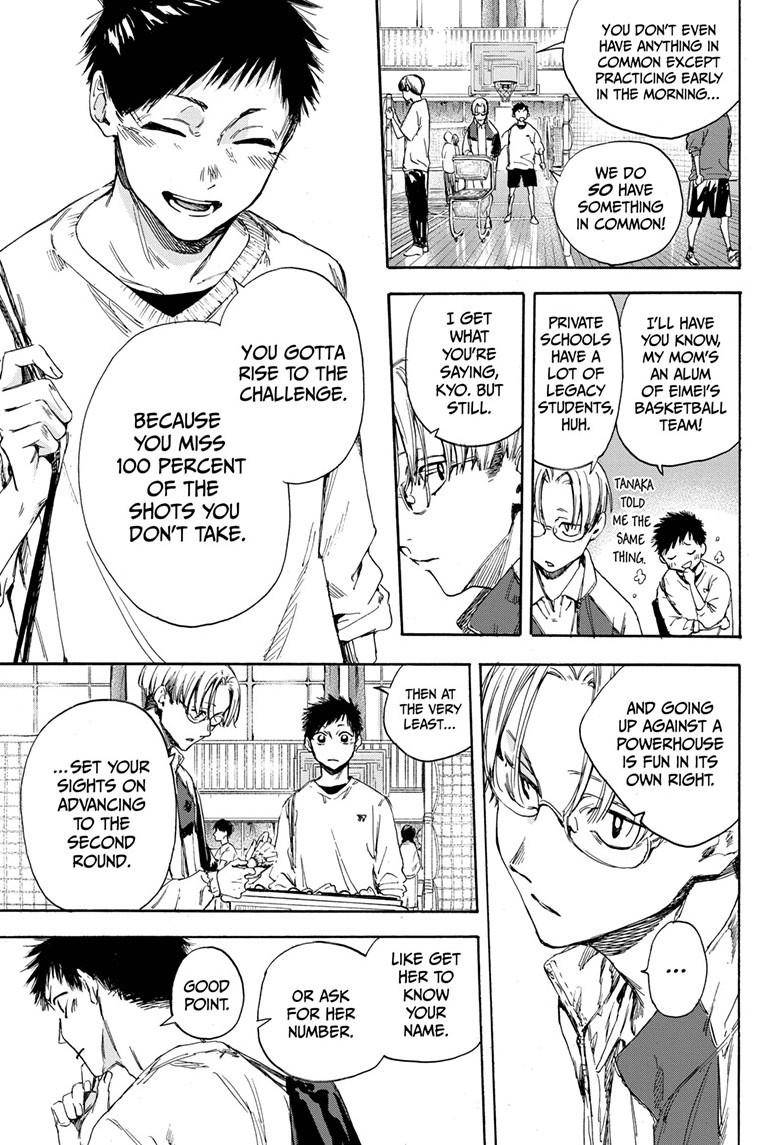 YOU DON'T EVEN
HAVE ANYTHING IN
COMMON EXCEPT
PRACTICING EARLY
IN THE MORNING...
WE DO
SO HAVE
SOMETHING
IN COMMON!
I'LL HAVE
YOU KNOW,
MY MOM'S
AN ALUM
OF EIMEI'S
BASKETBALL
TEAM!
TANAKA
TOLD
ME THE
SAME
THING.
PRIVATE
SCHOOLS
HAVE A
LOT OF
LEGACY
STUDENTS,
HUH.
I GET
WHAT
YOU'RE
SAYING,
KYO. BUT
STILL.
YOU GOTTA
RISE TO THE
CHALLENGE.
BECAUSE
YOU MISS
100 PERCENT
OF THE
SHOTS YOU
DON'T TAKE.
AND GOING
UP AGAINST A
POWERHOUSE
IS FUN IN ITS
OWN RIGHT.
...
THEN AT
THE VERY
LEAST...
...SET YOUR
SIGHTS ON
ADVANCING
TO THE
SECOND
ROUND.
LIKE GET
HER TO
KNOW
YOUR
NAME.
OR ASK
FOR HER
NUMBER.
GOOD
POINT.